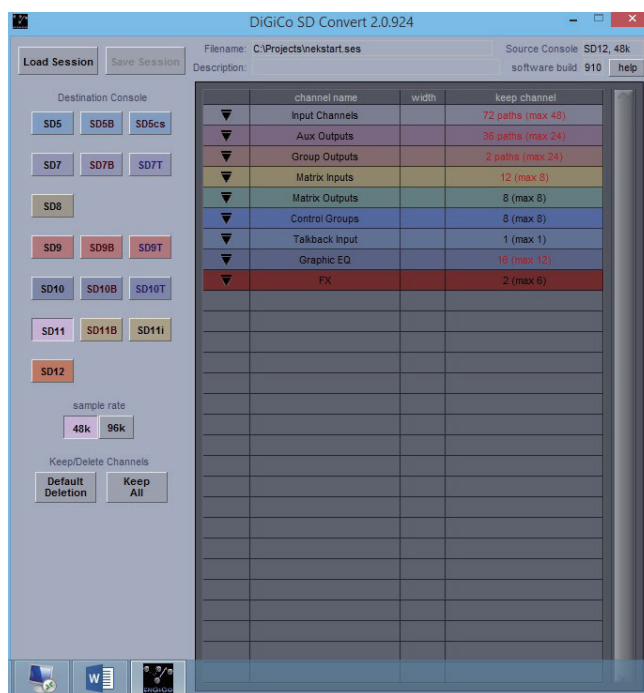 DiGiCo SD Convert 2.0.924
Load Session
Save Session
Filename: C:\Projects\nekstart.ses
Source Console SD12, 48k
Description:
software build 910 help
Destination Console
SD5 SD5B SD5cs
SD7 SD7B SD7T
SD8
SD9 SD9B SD9T
SD10 SD10B SD10T
SD11 SD11B SD11i
SD12
sample rate
48k 96k
Keep/Delete Channels
Default Deletion
Keep All
channel name width keep channel
Input Channels 72 paths (max 48)
Aux Outputs 36 paths (max 24)
Group Outputs 2 paths (max 24)
Matrix Inputs 12 (max 8)
Matrix Outputs 8 (max 8)
Control Groups 8 (max 8)
Talkback Input 1 (max 1)
Graphic EQ 16 (max 12)
FX 2 (max 6)